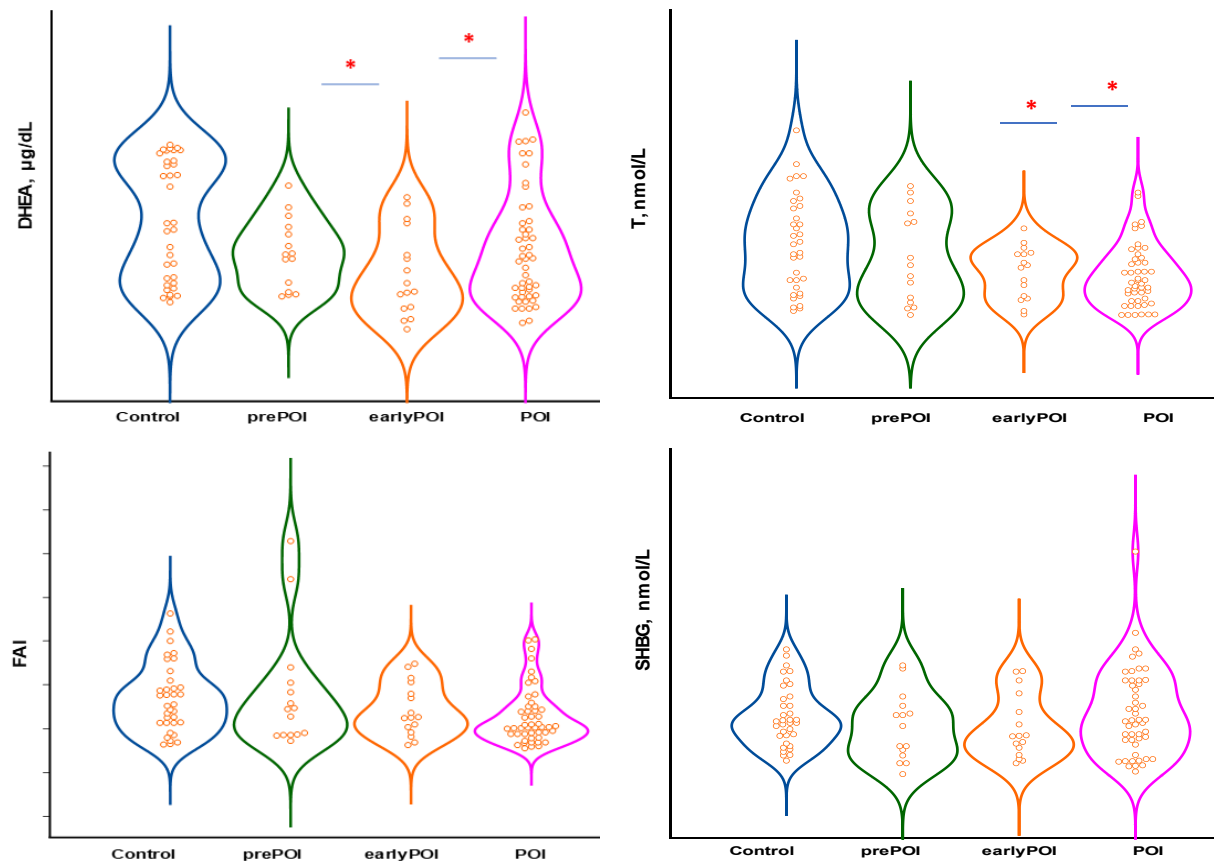 DHEA, µg/dL
*
*
Control prePOI earlyPOI POI
T, nmol/L
*
*
Control prePOI earlyPOI POI
FAI
Control prePOI earlyPOI POI
SHBG, nmol/L
Control prePOI earlyPOI POI